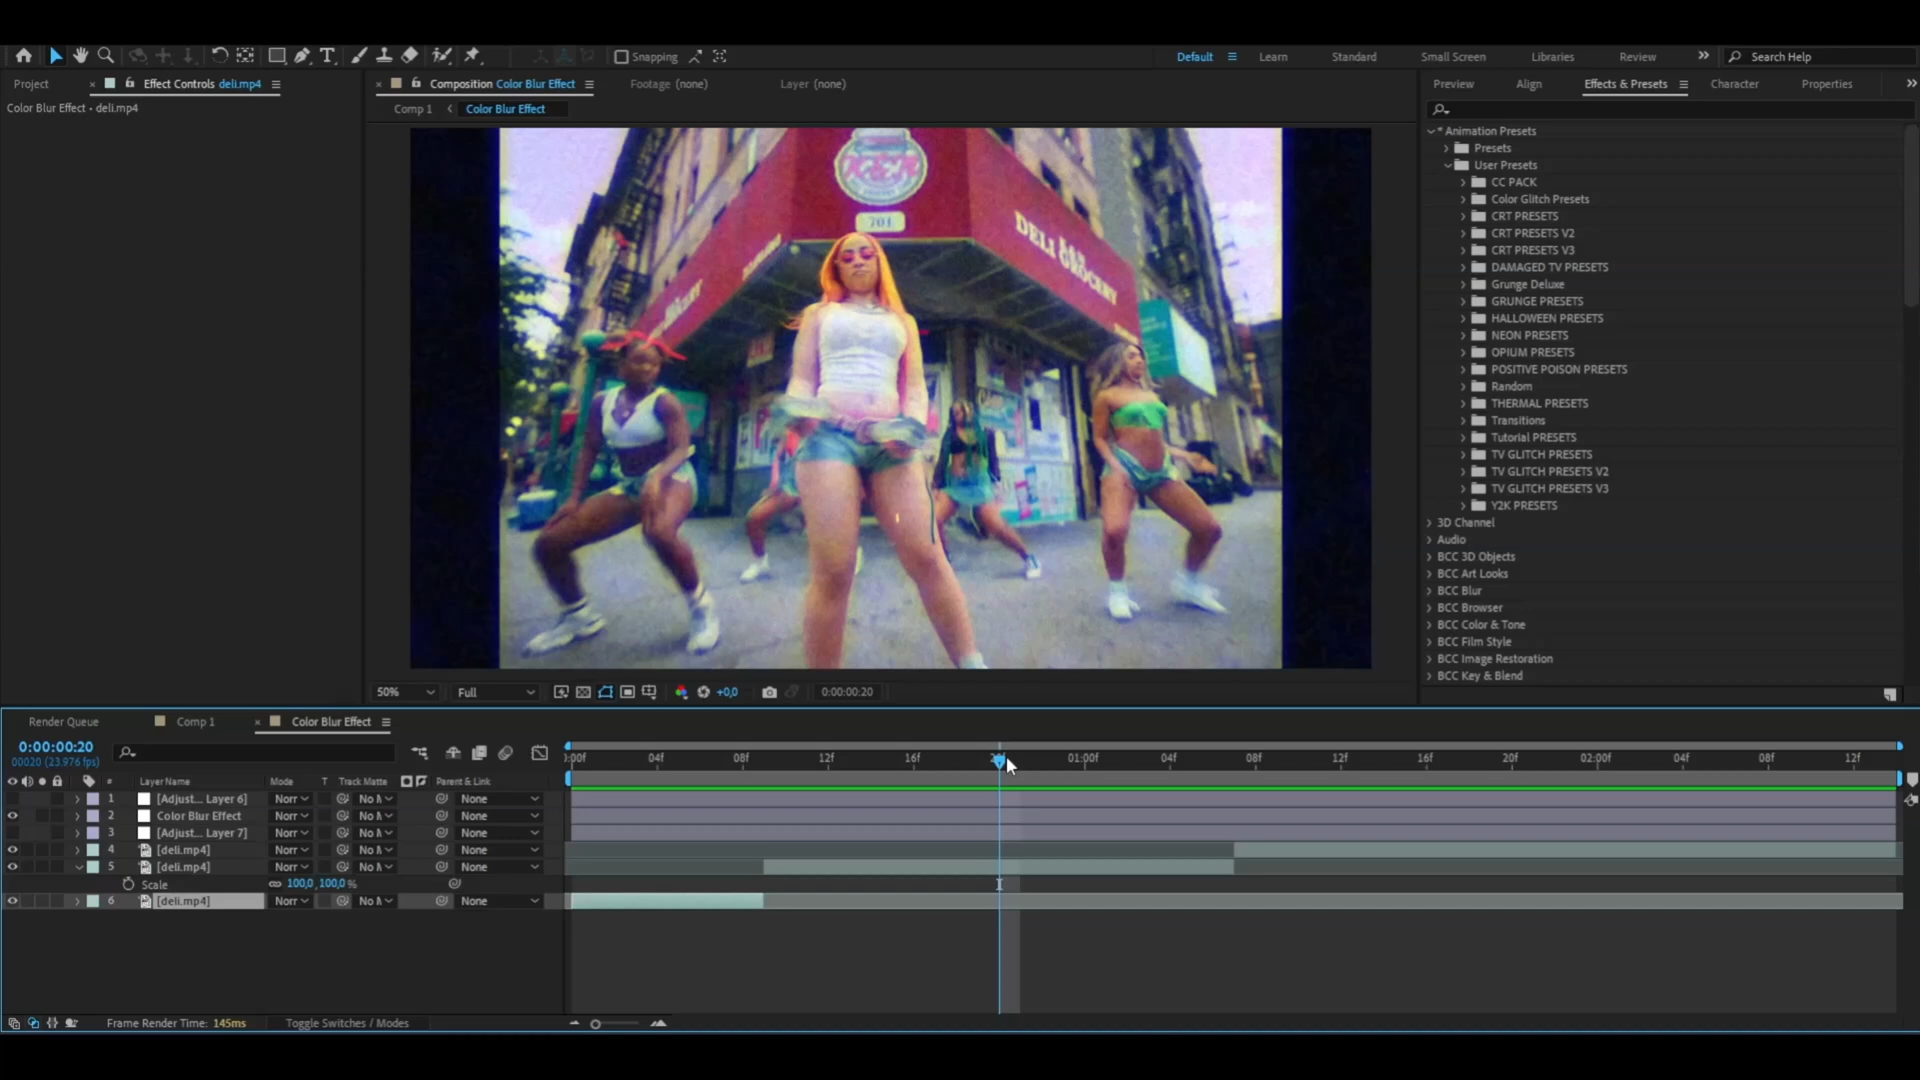 Snapping
Default
Learn
Standard
Small Screen
Libraries
Review
Search Help
Project
Effect Controls deli.mp4
Composition Color Blur Effect
Footage (none)
Layer (none)
Preview
Align
Effects & Presets
Character
Properties
Color Blur Effect • deli.mp4
Comp 1
Color Blur Effect
* Animation Presets
Presets
User Presets
CC PACK
Color Glitch Presets
CRT PRESETS
CRT PRESETS V2
CRT PRESETS V3
DAMAGED TV PRESETS
Grunge Deluxe
GRUNGE PRESETS
HALLOWEEN PRESETS
NEON PRESETS
OPIUM PRESETS
POSITIVE POISON PRESETS
Random
THERMAL PRESETS
Transitions
Tutorial PRESETS
TV GLITCH PRESETS
TV GLITCH PRESETS V2
TV GLITCH PRESETS V3
Y2K PRESETS
3D Channel
Audio
BCC 3D Objects
BCC Art Looks
BCC Blur
BCC Browser
BCC Color & Tone
BCC Film Style
BCC Image Restoration
BCC Key & Blend
701
DELI
GROCERY
50%
Full
+0,0
0:00:00:20
Render Queue
Comp 1
Color Blur Effect
0:00:00:20
00020 (23.976 fps)
:00f
04f
08f
12f
16f
01:00f
04f
08f
12f
16f
20f
02:00f
04f
08f
12f
#
Layer Name
Mode
T
Track Matte
Parent & Link
1
[Adjust... Layer 6]
Norr
No M
None
2
Color Blur Effect
Norr
No M
None
3
[Adjust... Layer 7]
Norr
No M
None
4
[deli.mp4]
Norr
No M
None
5
[deli.mp4]
Norr
No M
None
Scale
100,0, 100,0 %
6
[deli.mp4]
Norr
No M
None
Frame Render Time: 145ms
Toggle Switches / Modes